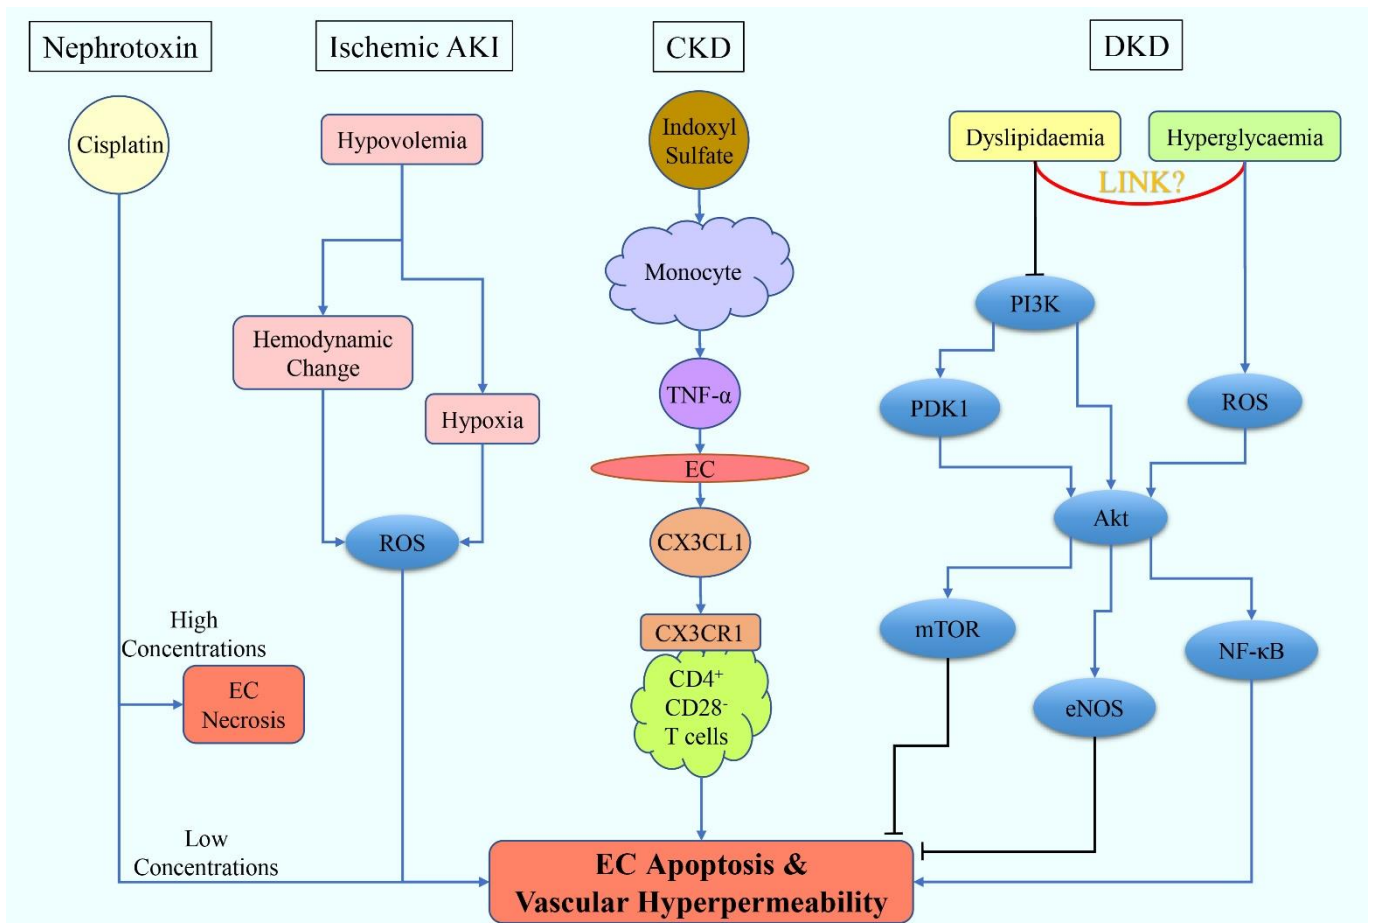 Nephrotoxin
Ischemic AKI
CKD
DKD
Cisplatin
Hypovolemia
Indoxyl
Sulfate
Dyslipidaemia
Hyperglycaemia
LINK?
Monocyte
PI3K
Hemodynamic
Change
Hypoxia
TNF-α
PDK1
ROS
EC
Akt
ROS
CX3CL1
CX3CR1
CD4⁺
CD28⁻
T cells
mTOR
NF-κB
eNOS
High
Concentrations
EC
Necrosis
Low
Concentrations
EC Apoptosis &
Vascular Hyperpermeability